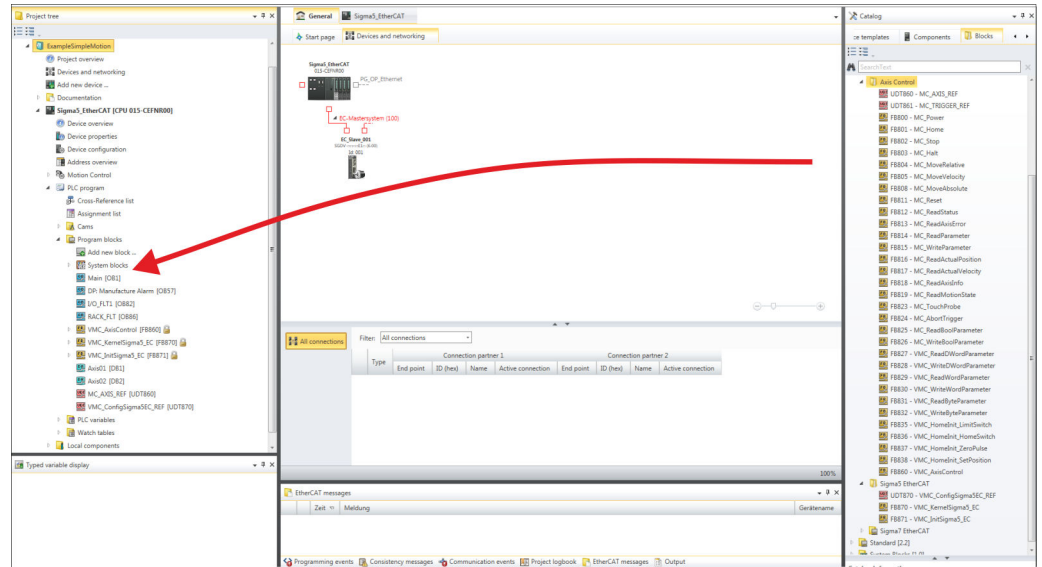 Project tree
ExampleSimpleMotion
Project overview
Devices and networking
Add new device ...
Documentation
Sigma5_EtherCAT [CPU 015-CEFNR00]
Device overview
Device properties
Device configuration
Address overview
Motion Control
PLC program
Cross-Reference list
Assignment list
Cams
Program blocks
Add new block ...
System blocks
Main [OB1]
DP: Manufacture Alarm [OB57]
I/O_FLT1 [OB82]
RACK_FLT [OB86]
VMC_AxisControl [FB860]
VMC_KernelSigma5_EC [FB870]
VMC_InitSigma5_EC [FB871]
Axis01 [DB1]
Axis02 [DB2]
MC_AXIS_REF [UDT860]
VMC_ConfigSigma5EC_REF [UDT870]
PLC variables
Watch tables
Local components
Typed variable display
General
Sigma5_EtherCAT
Start page
Devices and networking
Sigma5_EtherCAT
015-CEFNR00
PG_OP_Ethernet
EC-Mastersystem (100)
EC_Slave_001
Id 001
All connections
Filter: All connections
Type
Connection partner 1
Connection partner 2
End point ID (hex) Name Active connection End point ID (hex) Name Active connection
100%
EtherCAT messages
Zeit Meldung Gerätename
Programming events Consistency messages Communication events Project logbook EtherCAT messages Output
Catalog
ce templates Components Blocks
SearchText
Axis Control
UDT860 - MC_AXIS_REF
UDT861 - MC_TRIGGER_REF
FB800 - MC_Power
FB801 - MC_Home
FB802 - MC_Stop
FB803 - MC_Halt
FB804 - MC_MoveRelative
FB805 - MC_MoveVelocity
FB808 - MC_MoveAbsolute
FB811 - MC_Reset
FB812 - MC_ReadStatus
FB813 - MC_ReadAxisError
FB814 - MC_ReadParameter
FB815 - MC_WriteParameter
FB816 - MC_ReadActualPosition
FB817 - MC_ReadActualVelocity
FB818 - MC_ReadAxisInfo
FB819 - MC_ReadMotionState
FB823 - MC_TouchProbe
FB824 - MC_AbortTrigger
FB825 - MC_ReadBoolParameter
FB826 - MC_WriteBoolParameter
FB827 - VMC_ReadDWordParameter
FB828 - VMC_WriteDWordParameter
FB829 - VMC_ReadWordParameter
FB830 - VMC_WriteWordParameter
FB831 - VMC_ReadByteParameter
FB832 - VMC_WriteByteParameter
FB835 - VMC_HomeInit_LimitSwitch
FB836 - VMC_HomeInit_HomeSwitch
FB837 - VMC_HomeInit_ZeroPulse
FB838 - VMC_HomeInit_SetPosition
FB860 - VMC_AxisControl
Sigma5 EtherCAT
UDT870 - VMC_ConfigSigma5EC_REF
FB870 - VMC_KernelSigma5_EC
FB871 - VMC_InitSigma5_EC
Sigma7 EtherCAT
Standard [2.2]